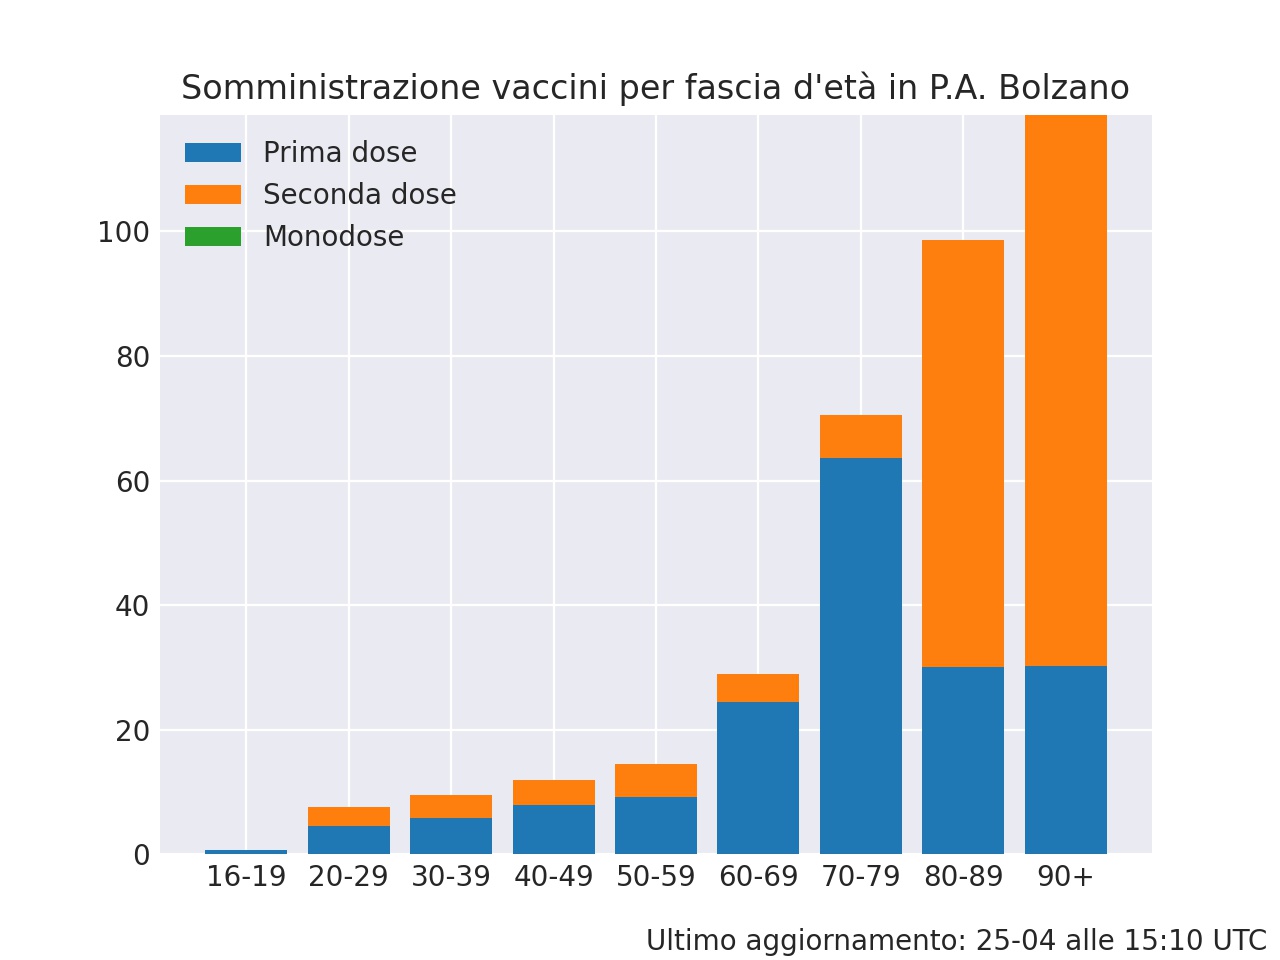 Somministrazione vaccini per fascia d'età in P.A. Bolzano
Prima dose
Seconda dose
Monodose
100
80
60
40
20
0
16-19 20-29 30-39 40-49 50-59 60-69 70-79 80-89 90+
Ultimo aggiornamento: 25-04 alle 15:10 UTC